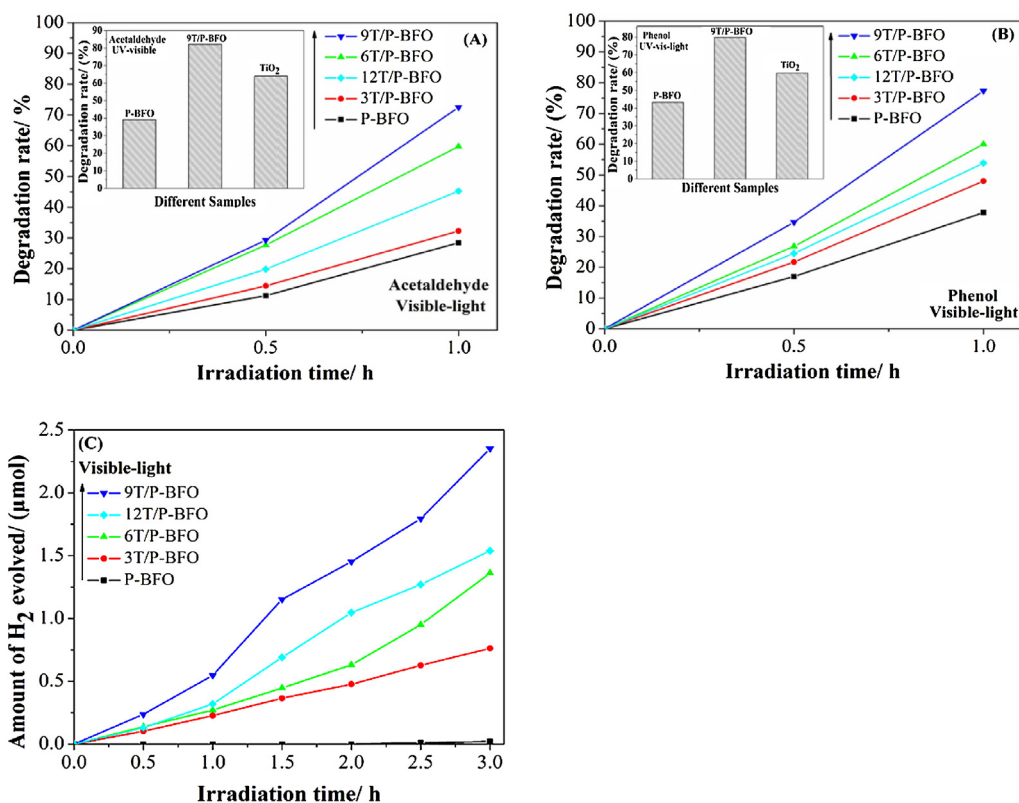 (A)
100
90
80
70
60
50
40
30
20
10
0
Degradation rate/ %
0.0
0.5
1.0
Irradiation time/ h
9T/P-BFO
6T/P-BFO
12T/P-BFO
3T/P-BFO
P-BFO
Acetaldehyde
Visible-light
Acetaldehyde
UV-visible
90
80
70
60
50
40
30
20
10
0
Degradation rate/ (%)
P-BFO
9T/P-BFO
TiO2
Different Samples
(B)
100
90
80
70
60
50
40
30
20
10
0
Degradation rate/ (%)
0.0
0.5
1.0
Irradiation time/ h
9T/P-BFO
6T/P-BFO
12T/P-BFO
3T/P-BFO
P-BFO
Phenol
Visible-light
Phenol
UV-vis-light
80
70
60
50
40
30
20
10
0
Degradation rate/ (%)
P-BFO
9T/P-BFO
TiO2
Different Samples
(C)
Visible-light
9T/P-BFO
12T/P-BFO
6T/P-BFO
3T/P-BFO
P-BFO
2.5
2.0
1.5
1.0
0.5
0.0
Amount of H2 evolved/ (μmol)
0.0
0.5
1.0
1.5
2.0
2.5
3.0
Irradiation time/ h